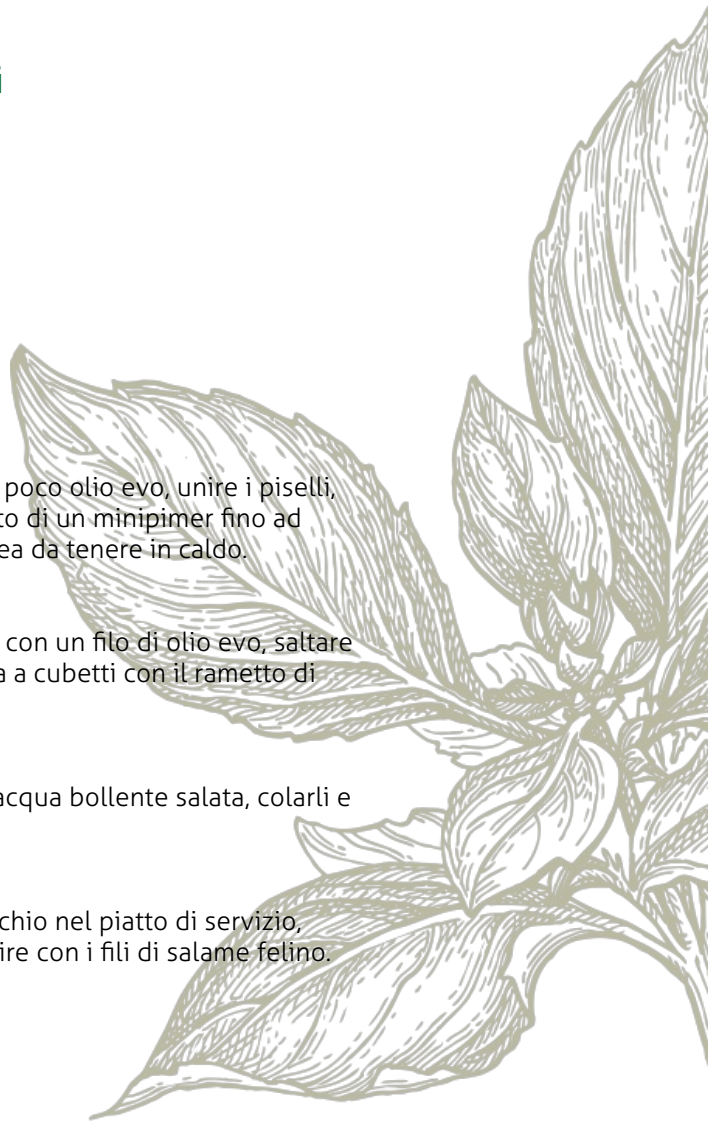 poco olio evo, unire i piselli,
to di un minipimer fino ad
ea da tenere in caldo.
con un filo di olio evo, saltare
a a cubetti con il rametto di
acqua bollente salata, colarli e
chio nel piatto di servizio,
ire con i fili di salame felino.